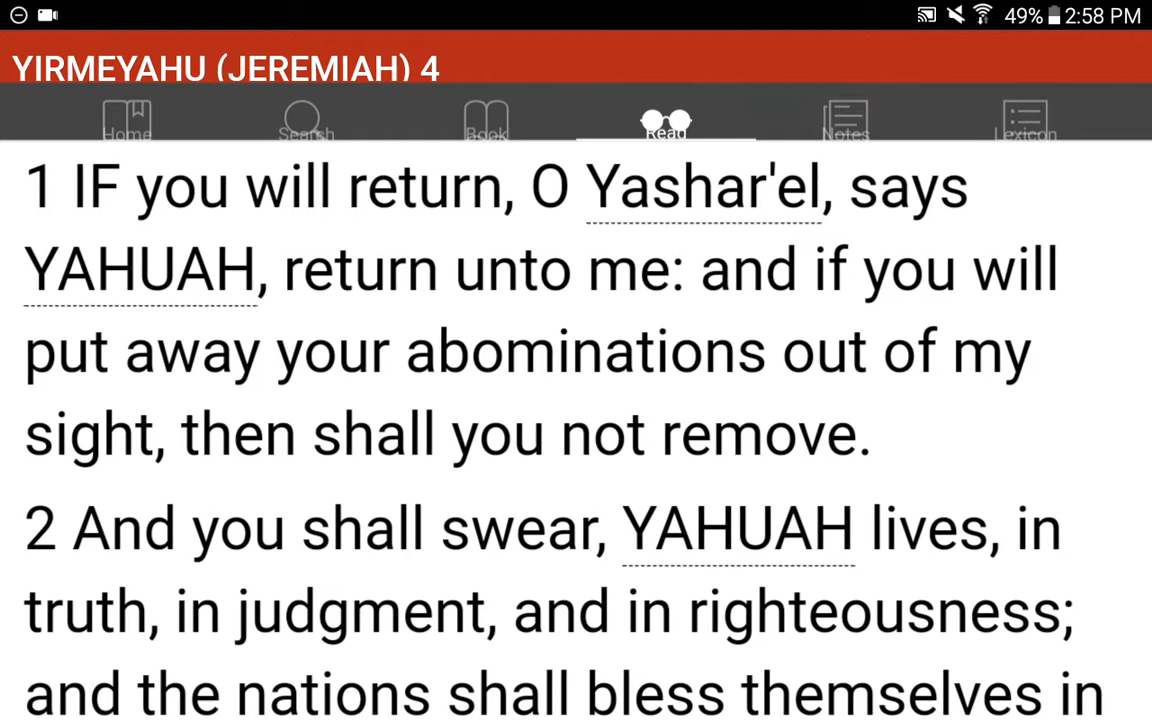 49% 2:58 PM
YIRMEYAHU (JEREMIAH) 4
Home Search Book Read Notes Lexicon
1 IF you will return, O Yashar'el, says
YAHUAH, return unto me: and if you will
put away your abominations out of my
sight, then shall you not remove.
2 And you shall swear, YAHUAH lives, in
truth, in judgment, and in righteousness;
and the nations shall bless themselves in